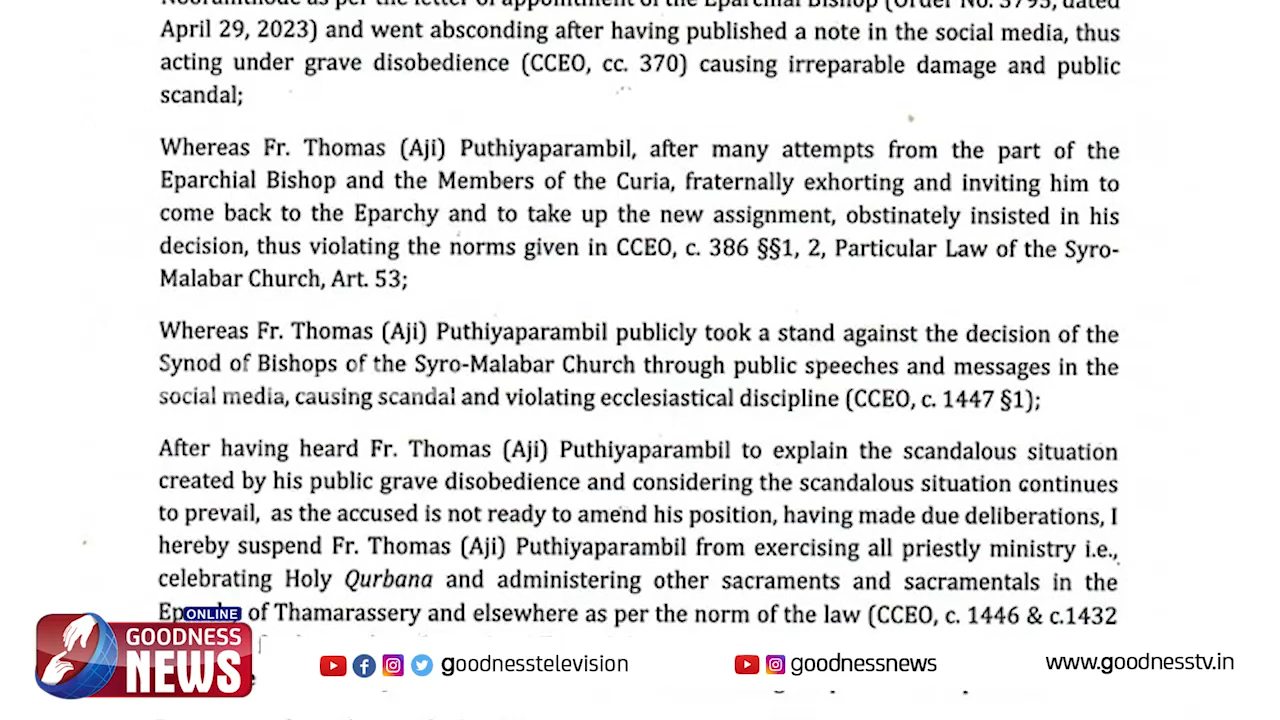 April 29, 2023) and went absconding after having published a note in the social media, thus
acting under grave disobedience (CCEO, cc. 370) causing irreparable damage and public
scandal;
Whereas Fr. Thomas (Aji) Puthiyaparambil, after many attempts from the part of the
Eparchial Bishop and the Members of the Curia, fraternally exhorting and inviting him to
come back to the Eparchy and to take up the new assignment, obstinately insisted in his
decision, thus violating the norms given in CCEO, c. 386 §§1, 2, Particular Law of the Syro-
Malabar Church, Art. 53;
Whereas Fr. Thomas (Aji) Puthiyaparambil publicly took a stand against the decision of the
Synod of Bishops of the Syro-Malabar Church through public speeches and messages in the
social media, causing scandal and violating ecclesiastical discipline (CCEO, c. 1447 §1);
After having heard Fr. Thomas (Aji) Puthiyaparambil to explain the scandalous situation
created by his public grave disobedience and considering the scandalous situation continues
to prevail, as the accused is not ready to amend his position, having made due deliberations, I
hereby suspend Fr. Thomas (Aji) Puthiyaparambil from exercising all priestly ministry i.e.,
celebrating Holy Qurbana and administering other sacraments and sacramentals in the
of Thamarassery and elsewhere as per the norm of the law (CCEO, c. 1446 & c.1432
ONLINE
GOODNESS
NEWS
goodnesstelevision
goodnessnews
www.goodnesstv.in